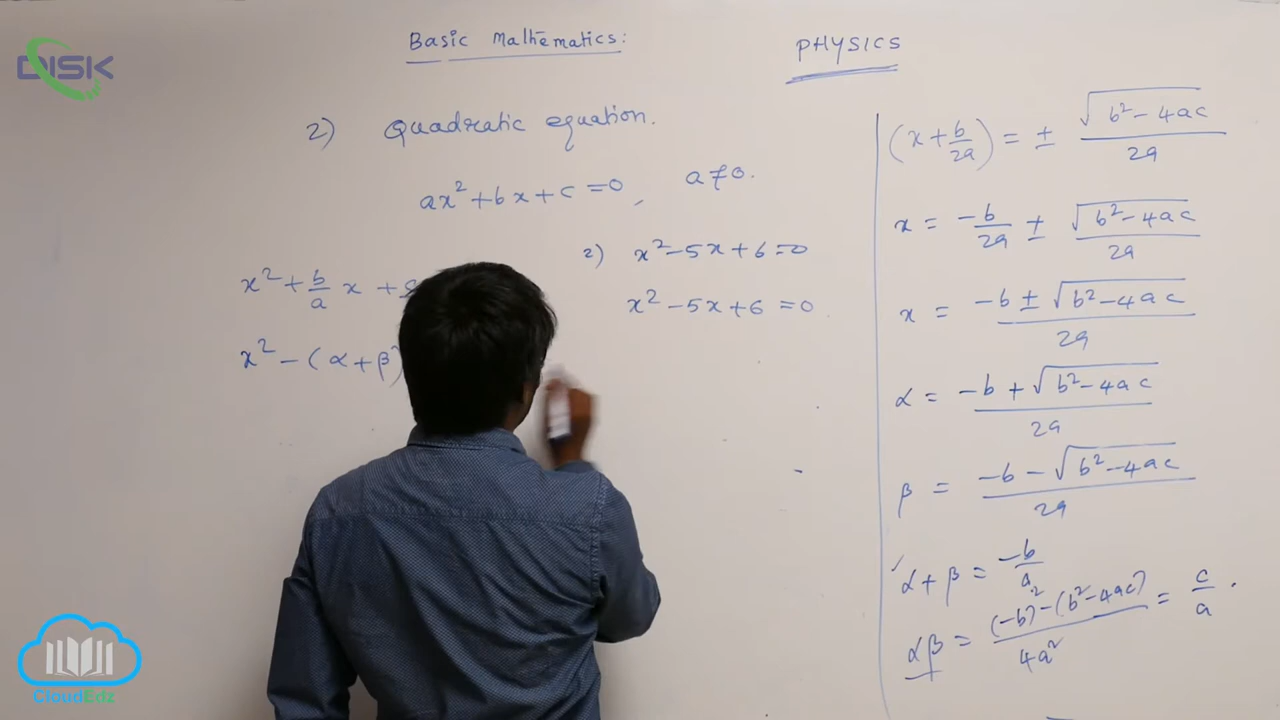 DISK
Basic Mathematics:
PHYSICS
2) Quadratic equation.
ax² + bx + c = 0, a ≠ 0.
x² + b/a x +
x² - (α + β)
2) x² - 5x + 6 = 0
x² - 5x + 6 = 0
(x + b/2a) = ± √(b² - 4ac)/2a
x = -b/2a ± √(b² - 4ac)/2a
x = -b ± √(b² - 4ac)/2a
α = -b + √(b² - 4ac)/2a
β = -b - √(b² - 4ac)/2a
α + β = -b/a
αβ = (-b)² - (b² - 4ac)/4a² = c/a.
CloudEdz